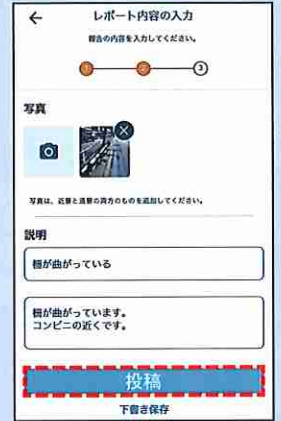 レポート内容の入力
報告の内容を入力してください。
1 2 3
写真
写真は、近景と遠景の両方のものを追加してください。
説明
柵が曲がっている
柵が曲がっています。
コンビニの近くです。
投稿
下書き保存